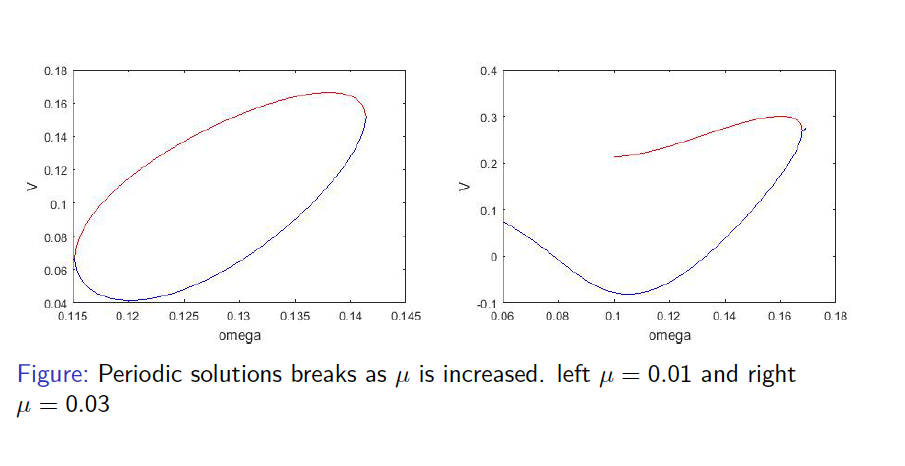 0.18
0.16
0.14
0.12
0.1
0.08
0.06
0.04
V
0.115 0.12 0.125 0.13 0.135 0.14 0.145
omega
0.4
0.3
0.2
0.1
0
-0.1
V
0.06 0.08 0.1 0.12 0.14 0.16 0.18
omega
Figure: Periodic solutions breaks as μ is increased. left μ = 0.01 and right
μ = 0.03